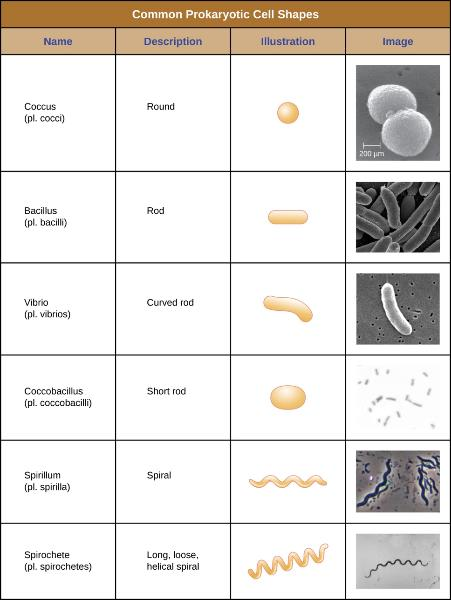 Common Prokaryotic Cell Shapes
Name Description Illustration Image
Coccus
(pl. cocci)
Round
200 µm
Bacillus
(pl. bacilli)
Rod
Vibrio
(pl. vibrios)
Curved rod
Coccobacillus
(pl. coccobacilli)
Short rod
Spirillum
(pl. spirilla)
Spiral
Spirochete
(pl. spirochetes)
Long, loose,
helical spiral